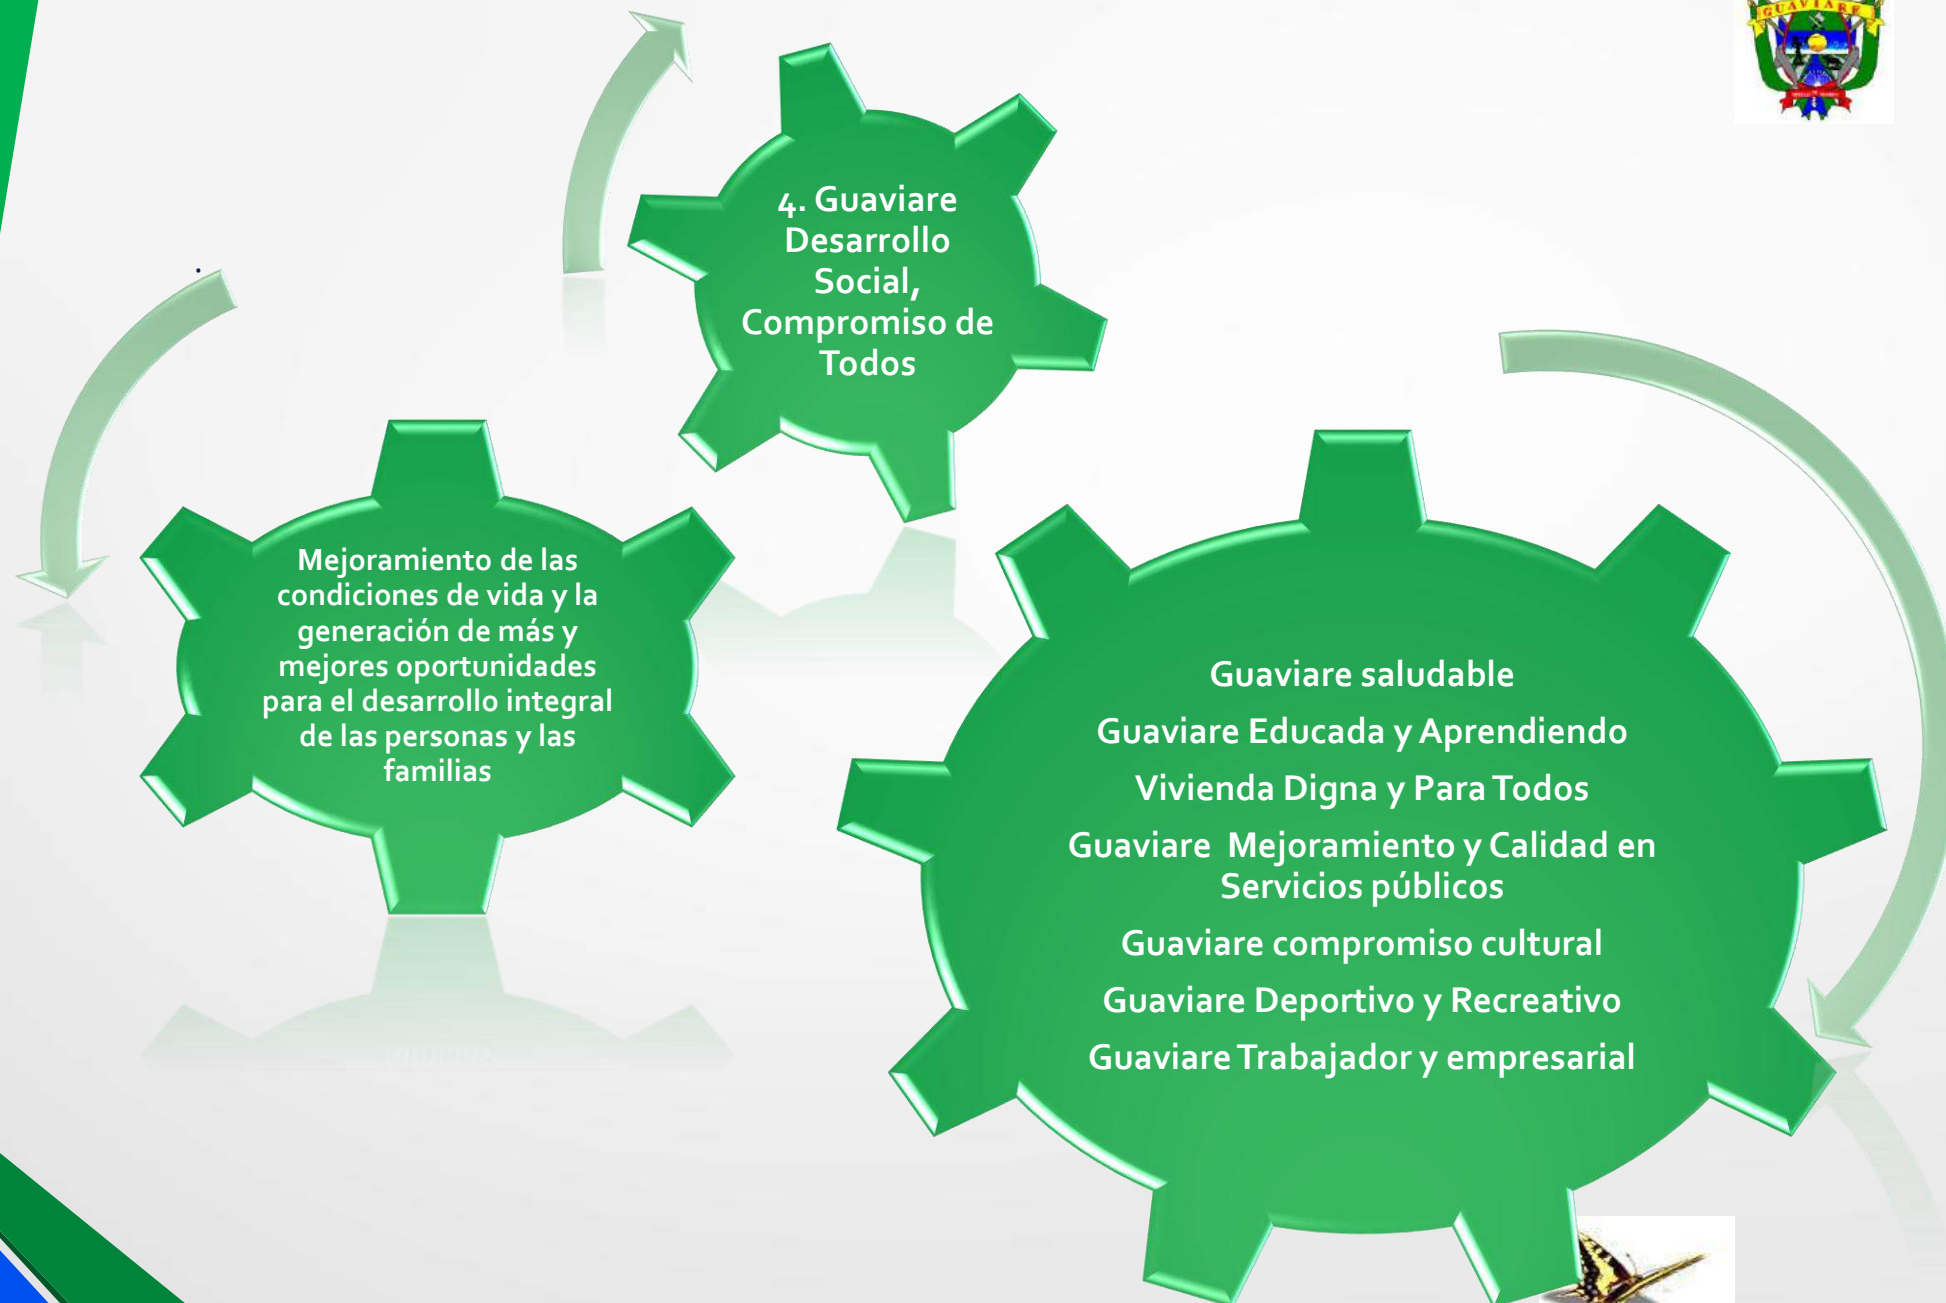 GUAVIARE
4. Guaviare
Desarrollo
Social,
Compromiso de
Todos
Mejoramiento de las
condiciones de vida y la
generación de más y
mejores oportunidades
para el desarrollo integral
de las personas y las
familias
Guaviare saludable
Guaviare Educada y Aprendiendo
Vivienda Digna y Para Todos
Guaviare  Mejoramiento y Calidad en
Servicios públicos
Guaviare compromiso cultural
Guaviare Deportivo y Recreativo
Guaviare Trabajador y empresarial